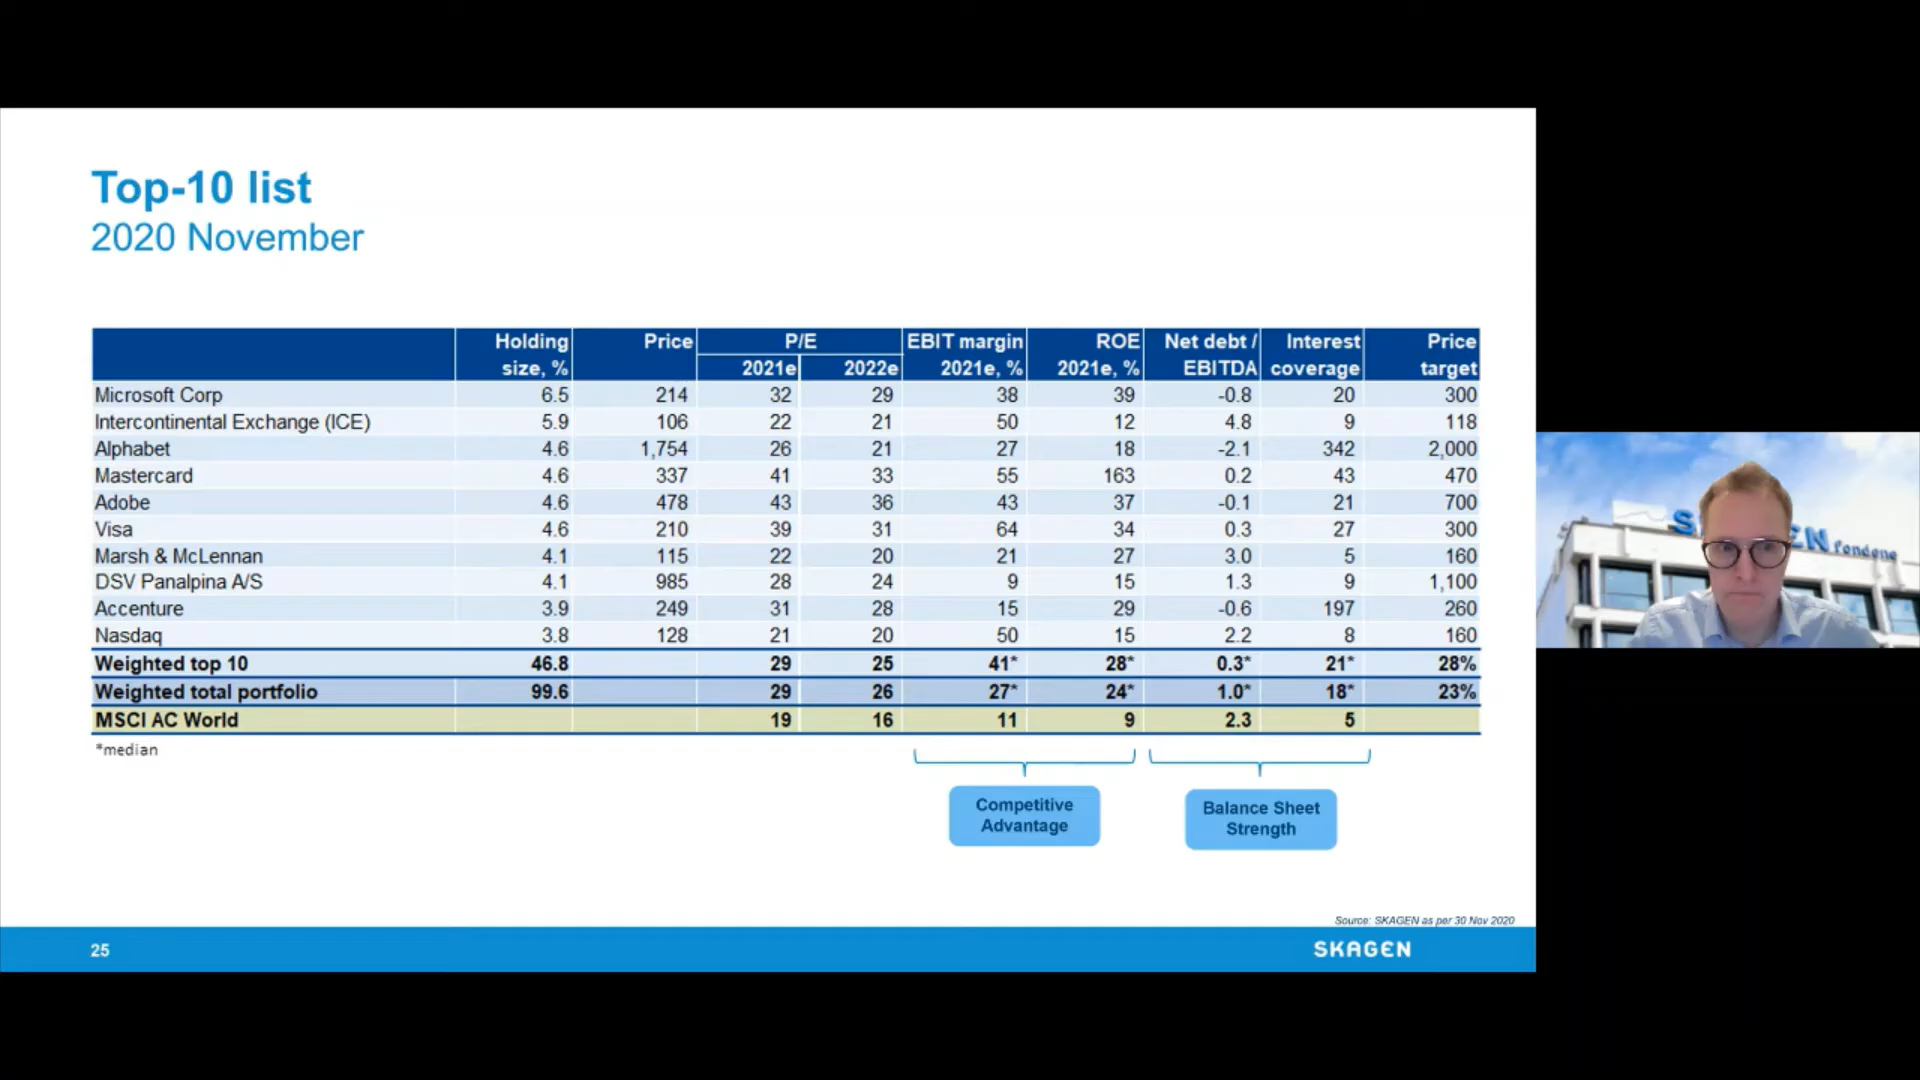 Top-10 list
2020 November
Holding size, % Price P/E 2021e 2022e EBIT margin 2021e, % ROE 2021e, % Net debt / EBITDA Interest coverage Price target
Microsoft Corp 6.5 214 32 29 38 39 -0.8 20 300
Intercontinental Exchange (ICE) 5.9 106 22 21 50 12 4.8 9 118
Alphabet 4.6 1,754 26 21 27 18 -2.1 342 2,000
Mastercard 4.6 337 41 33 55 163 0.2 43 470
Adobe 4.6 478 43 36 43 37 -0.1 21 700
Visa 4.6 210 39 31 64 34 0.3 27 300
Marsh & McLennan 4.1 115 22 20 21 27 3.0 5 160
DSV Panalpina A/S 4.1 985 28 24 9 15 1.3 9 1,100
Accenture 3.9 249 31 28 15 29 -0.6 197 260
Nasdaq 3.8 128 21 20 50 15 2.2 8 160
Weighted top 10 46.8 29 25 41* 28* 0.3* 21* 28%
Weighted total portfolio 99.6 29 26 27* 24* 1.0* 18* 23%
MSCI AC World 19 16 11 9 2.3 5
*median
Competitive
Advantage
Balance Sheet
Strength
Source: SKAGEN as per 30 Nov 2020
25
SKAGEN
fondene